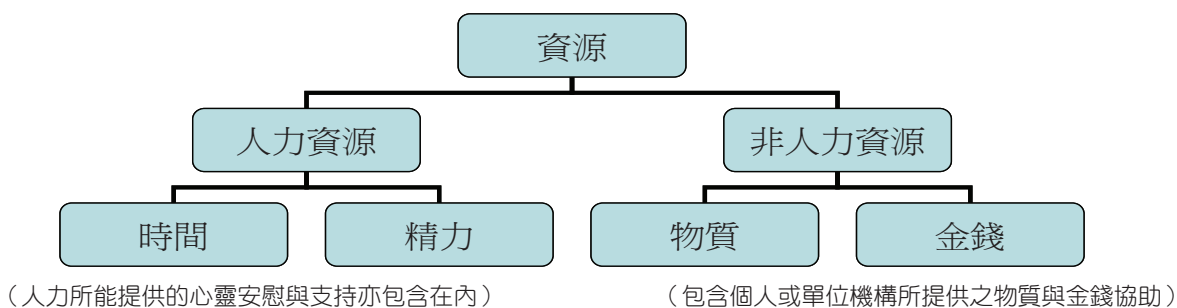 資源
人力資源 非人力資源
時間 精力 物質 金錢
（人力所能提供的心靈安慰與支持亦包含在內） （包含個人或單位機構所提供之物質與金錢協助）